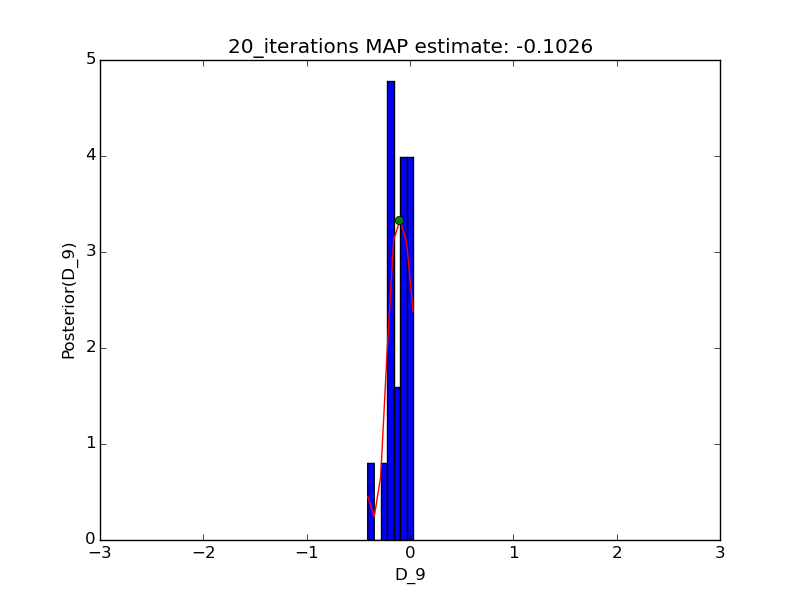 20_iterations MAP estimate: -0.1026
5
4
3
2
1
0
Posterior(D_9)
−3 −2 −1 0 1 2 3
D_9